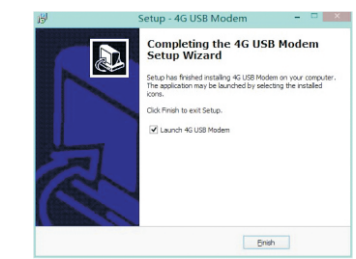 Setup - 4G USB Modem
Completing the 4G USB Modem
Setup Wizard
Setup has finished installing 4G USB Modem on your computer.
The application may be launched by selecting the installed
icons.
Click Finish to exit Setup.
Launch 4G USB Modem
Finish